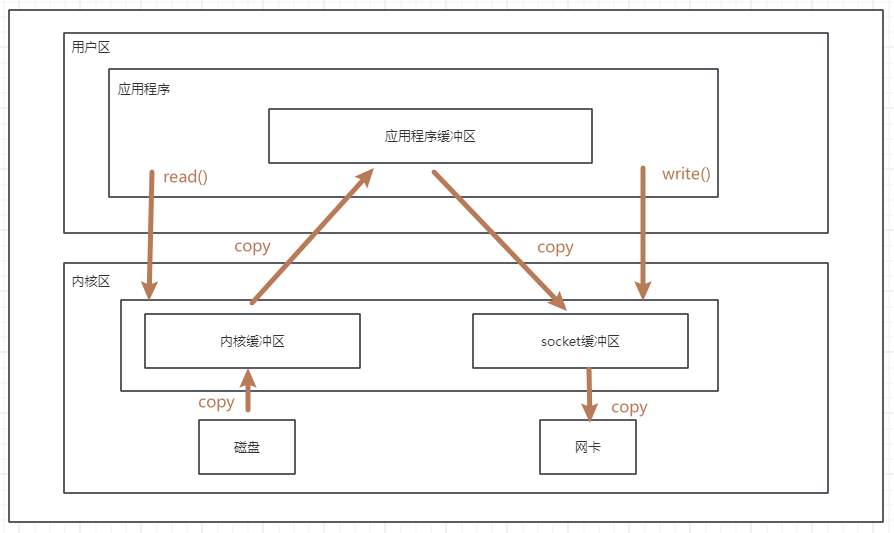 用户区
应用程序
应用程序缓冲区
read()
write()
copy
copy
内核区
内核缓冲区
socket缓冲区
copy
copy
磁盘
网卡